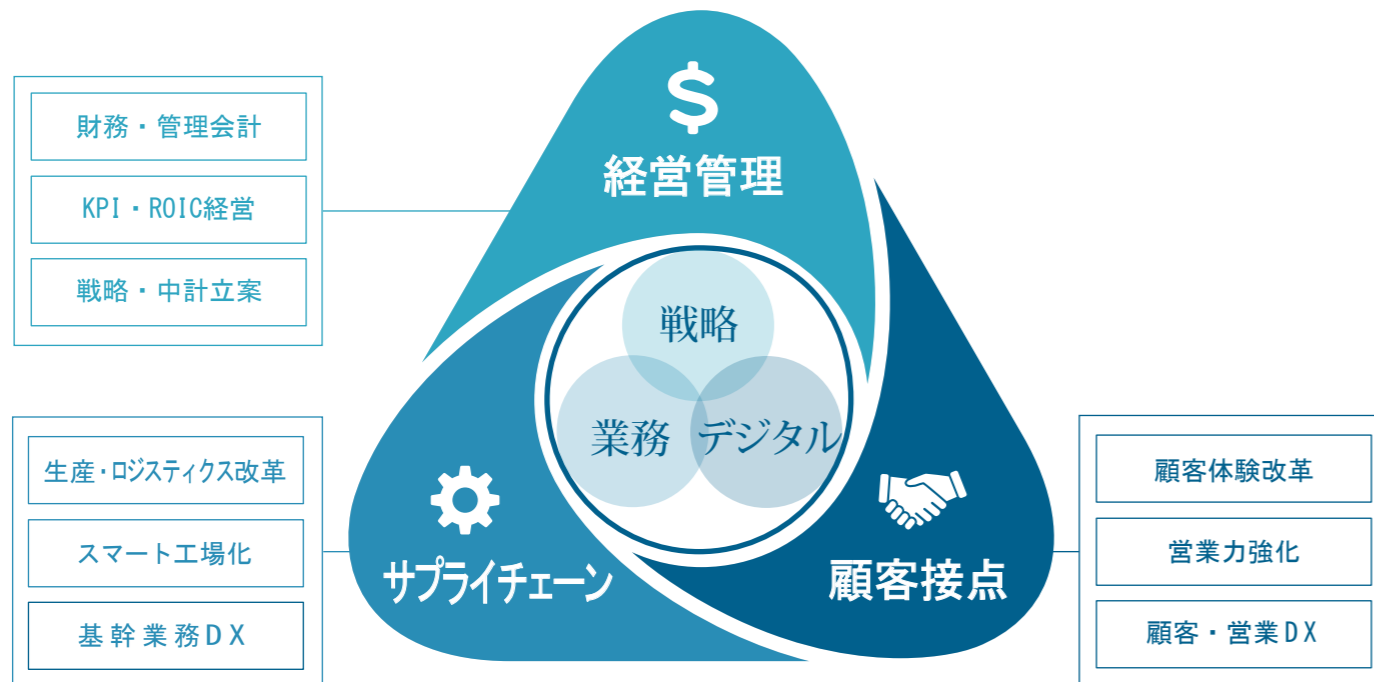 財務・管理会計
KPI・ROIC経営
戦略・中計立案
経営管理
戦略
業務
デジタル
生産・ロジスティクス改革
スマート工場化
基幹業務DX
サプライチェーン
顧客接点
顧客体験改革
営業力強化
顧客・営業DX